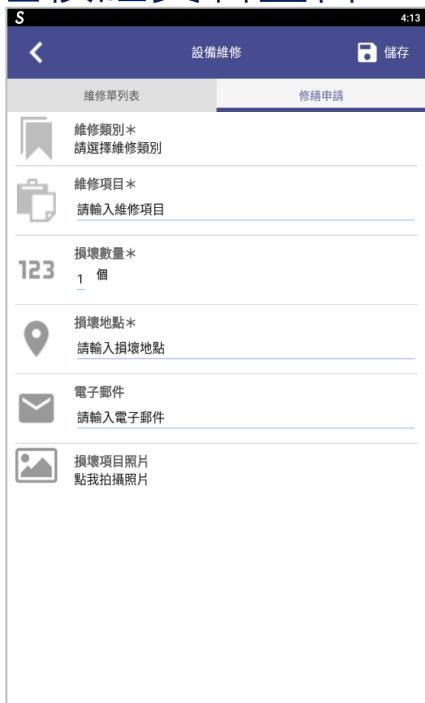 S
4:13
設備維修
儲存
維修單列表
修繕申請
維修類別＊
請選擇維修類別
維修項目＊
請輸入維修項目
123
損壞數量＊
1 個
損壞地點＊
請輸入損壞地點
電子郵件
請輸入電子郵件
損壞項目照片
點我拍攝照片